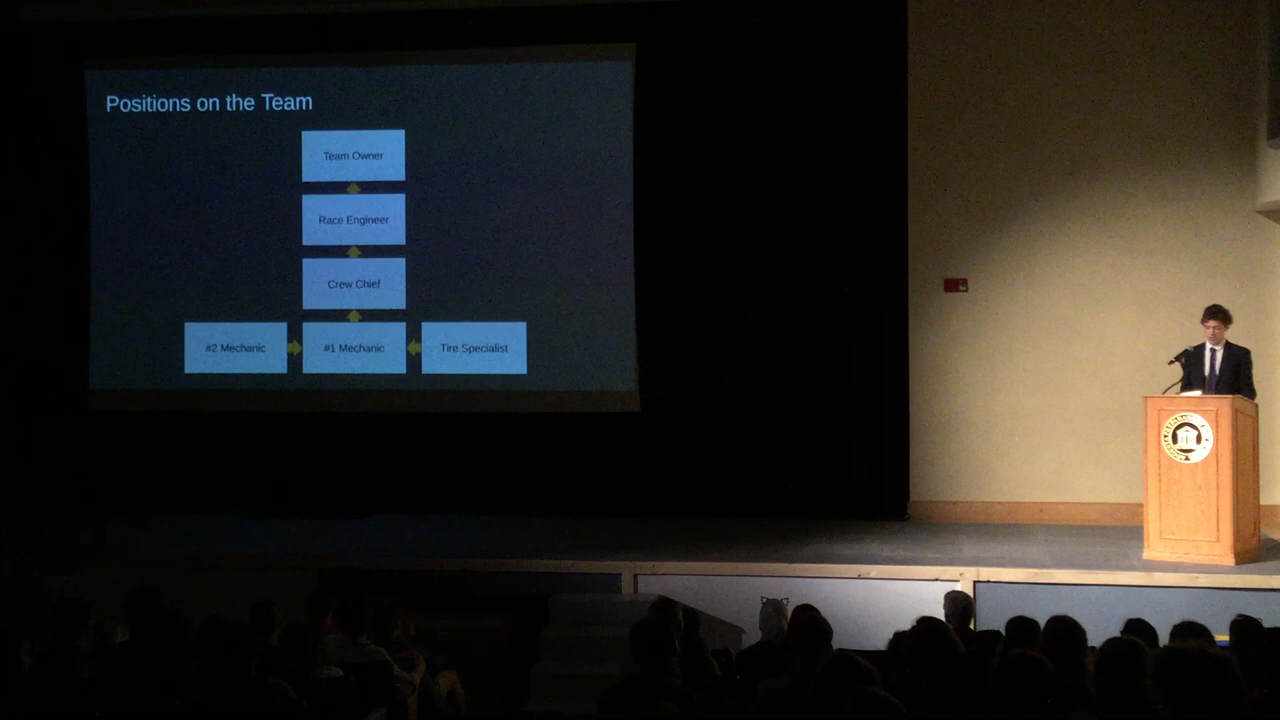 Positions on the Team
Team Owner
Race Engineer
Crew Chief
#2 Mechanic
#1 Mechanic
Tire Specialist